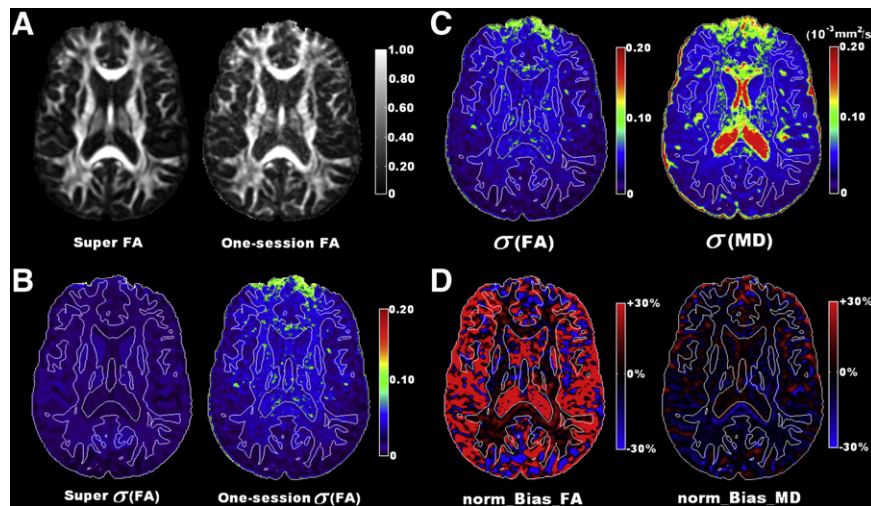 A
1.00
0.80
0.60
0.40
0.20
0
Super FA
One-session FA
C
0.20
0.10
0
(10⁻³mm²/s)
0.20
0.10
0
σ(FA)
σ(MD)
B
0.20
0.10
0
Super σ(FA)
One-session σ(FA)
D
+30%
0%
-30%
+30%
0%
-30%
norm_Bias_FA
norm_Bias_MD